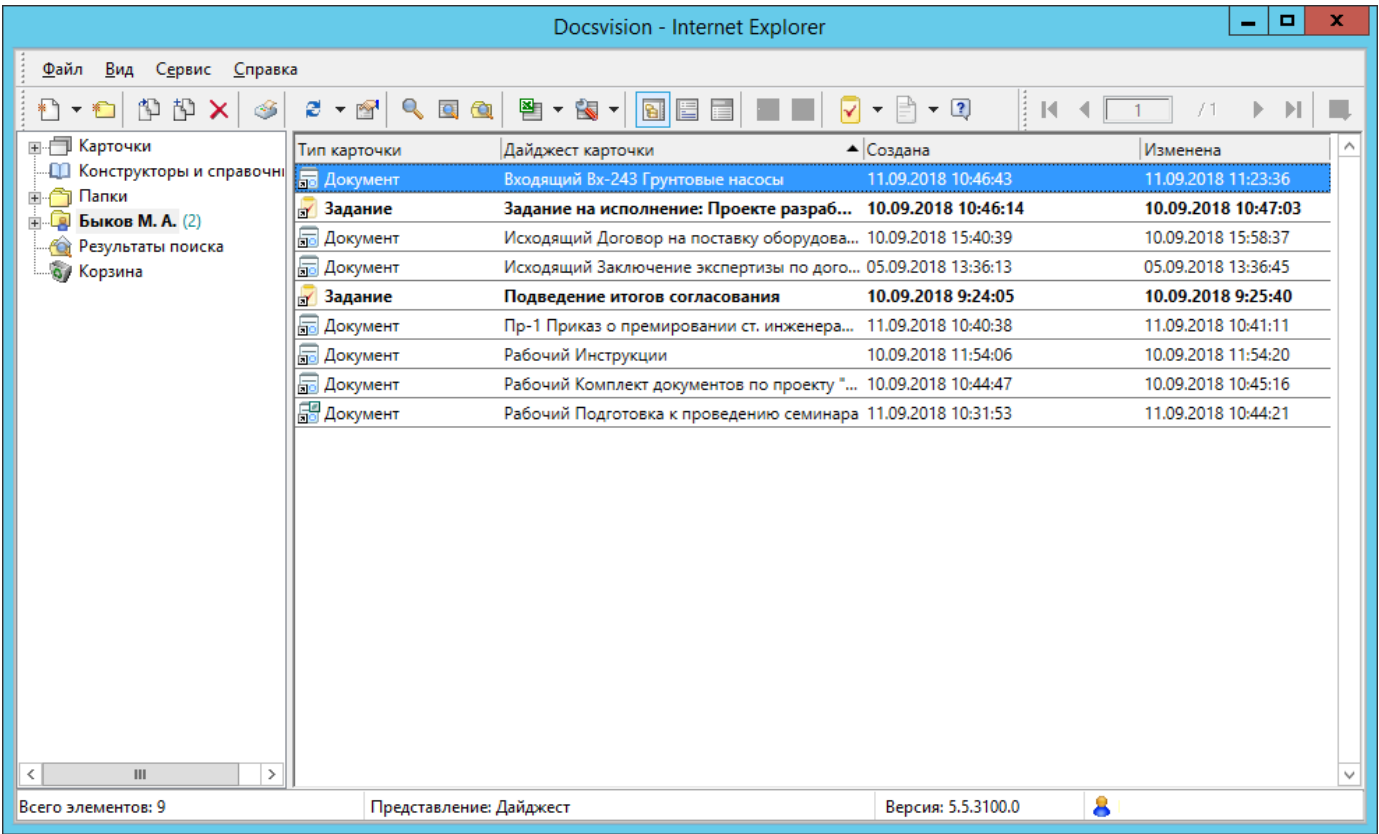 Docsvision - Internet Explorer
Файл Вид Сервис Справка
1 / 1
Карточки
Конструкторы и справочни
Папки
Быков М. А. (2)
Результаты поиска
Корзина
Тип карточки Дайджест карточки Создана Изменена
Документ Входящий Вх-243 Грунтовые насосы 11.09.2018 10:46:43 11.09.2018 11:23:36
Задание Задание на исполнение: Проекте разраб... 10.09.2018 10:46:14 10.09.2018 10:47:03
Документ Исходящий Договор на поставку оборудова... 10.09.2018 15:40:39 10.09.2018 15:58:37
Документ Исходящий Заключение экспертизы по дого... 05.09.2018 13:36:13 05.09.2018 13:36:45
Задание Подведение итогов согласования 10.09.2018 9:24:05 10.09.2018 9:25:40
Документ Пр-1 Приказ о премировании ст. инженера... 11.09.2018 10:40:38 11.09.2018 10:41:11
Документ Рабочий Инструкции 10.09.2018 11:54:06 10.09.2018 11:54:20
Документ Рабочий Комплект документов по проекту "... 10.09.2018 10:44:47 10.09.2018 10:45:16
Документ Рабочий Подготовка к проведению семинара 11.09.2018 10:31:53 11.09.2018 10:44:21
Всего элементов: 9 Представление: Дайджест Версия: 5.5.3100.0